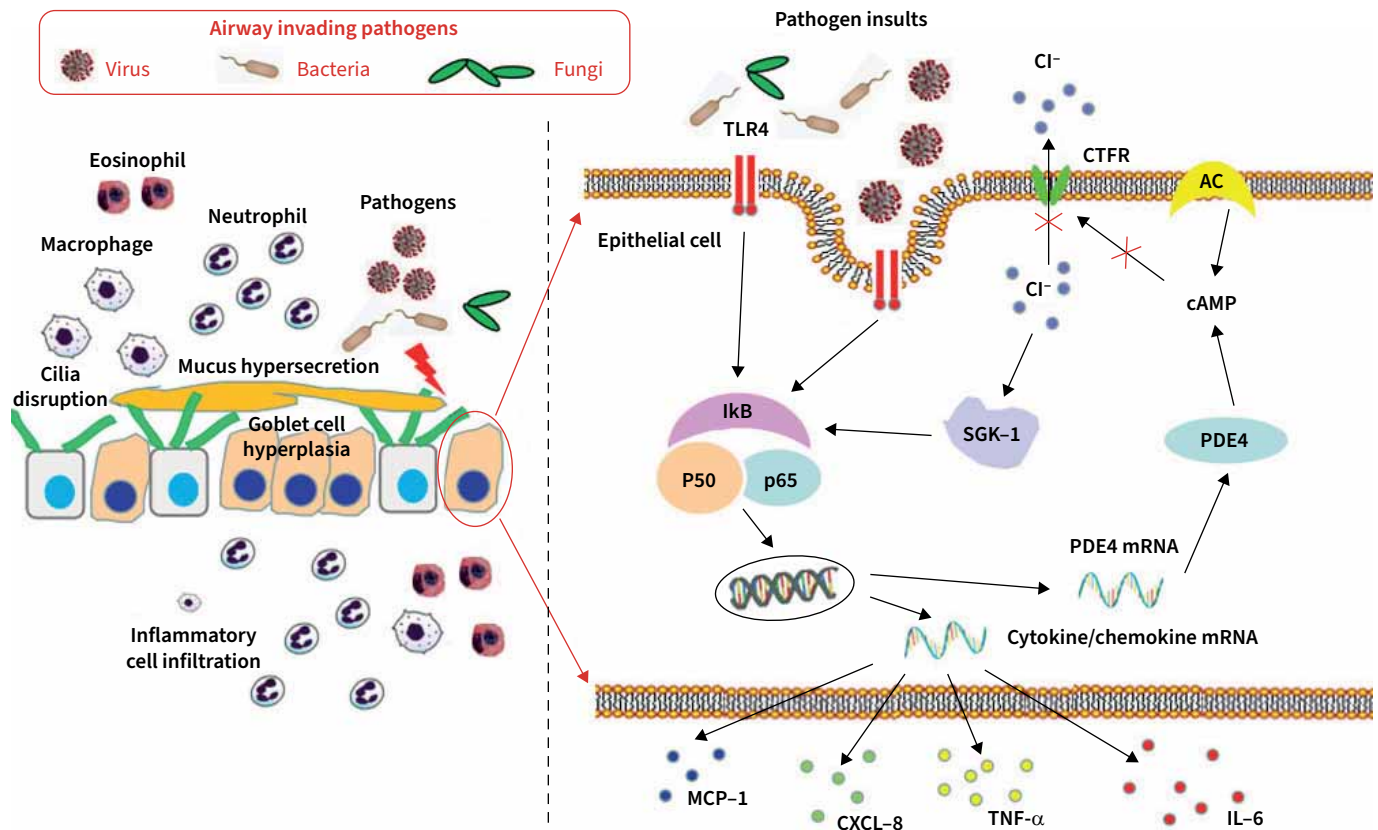 Airway invading pathogens
Virus
Bacteria
Fungi
Eosinophil
Neutrophil
Macrophage
Pathogens
Cilia
disruption
Mucus hypersecretion
Goblet cell
hyperplasia
Inflammatory
cell infiltration
Pathogen insults
TLR4
Cl⁻
CTFR
AC
Epithelial cell
Cl⁻
cAMP
IkB
P50
p65
SGK–1
PDE4
PDE4 mRNA
Cytokine/chemokine mRNA
MCP–1
CXCL–8
TNF-α
IL–6